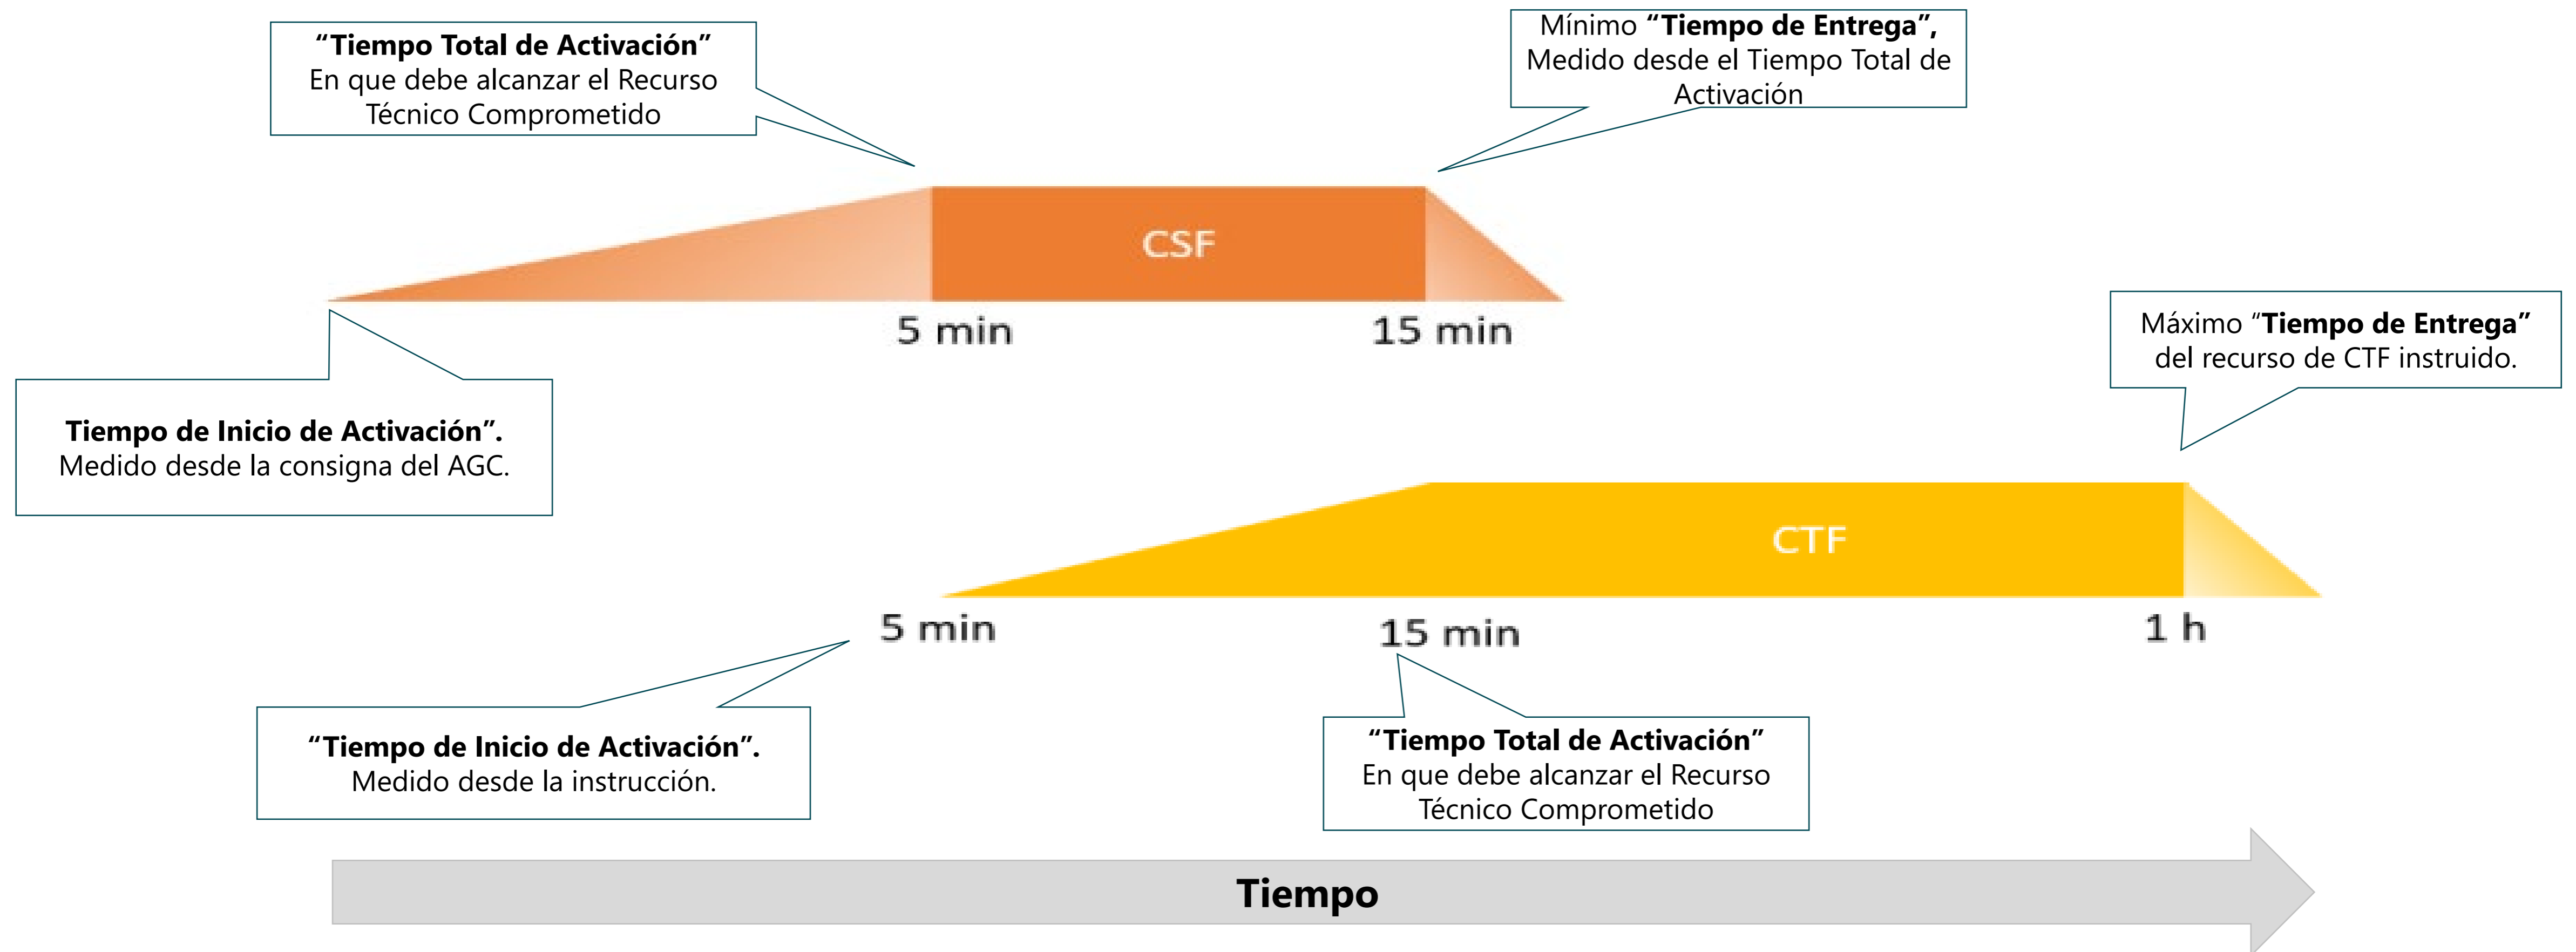 “Tiempo Total de Activación”
En que debe alcanzar el Recurso
Técnico Comprometido
Mínimo “Tiempo de Entrega”,
Medido desde el Tiempo Total de
Activación
CSF
5 min
15 min
Máximo “Tiempo de Entrega”
del recurso de CTF instruido.
Tiempo de Inicio de Activación”.
Medido desde la consigna del AGC.
CTF
5 min
15 min
1 h
“Tiempo de Inicio de Activación”.
Medido desde la instrucción.
“Tiempo Total de Activación”
En que debe alcanzar el Recurso
Técnico Comprometido
Tiempo